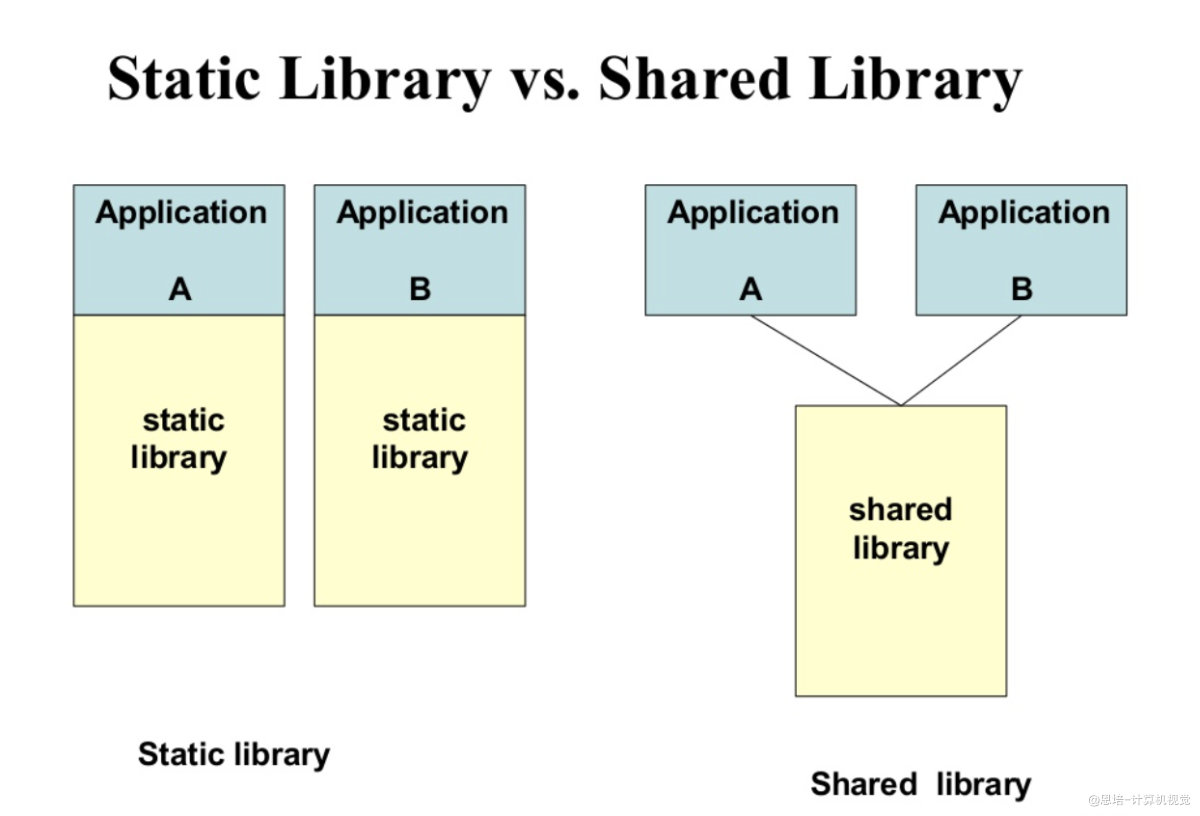 Static Library vs. Shared Library
Application
A
static
library
Application
B
static
library
Static library
Application
A
Application
B
shared
library
Shared library
@思培-计算机视觉